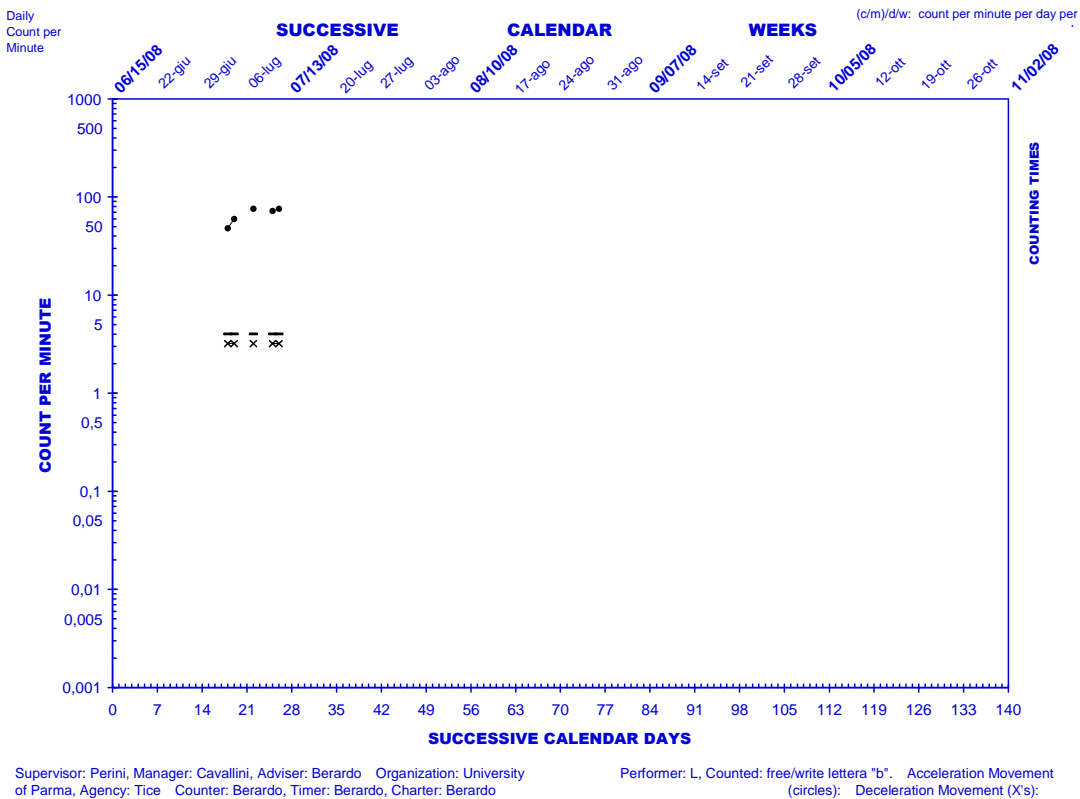 Daily
Count per
Minute
SUCCESSIVE CALENDAR WEEKS
(c/m)/d/w: count per minute per day per
06/15/08 22-giu 29-giu 06-lug 07/13/08 20-lug 27-lug 03-ago 08/10/08 17-ago 24-ago 31-ago 09/07/08 14-set 21-set 28-set 10/05/08 12-ott 19-ott 26-ott 11/02/08
1000
500
100
50
10
5
1
0,5
0,1
0,05
0,01
0,005
0,001
COUNT PER MINUTE
COUNTING TIMES
0 7 14 21 28 35 42 49 56 63 70 77 84 91 98 105 112 119 126 133 140
SUCCESSIVE CALENDAR DAYS
Supervisor: Perini, Manager: Cavallini, Adviser: Berardo Organization: University
of Parma, Agency: Tice Counter: Berardo, Timer: Berardo, Charter: Berardo
Performer: L, Counted: free/write lettera "b". Acceleration Movement
(circles): Deceleration Movement (X's):